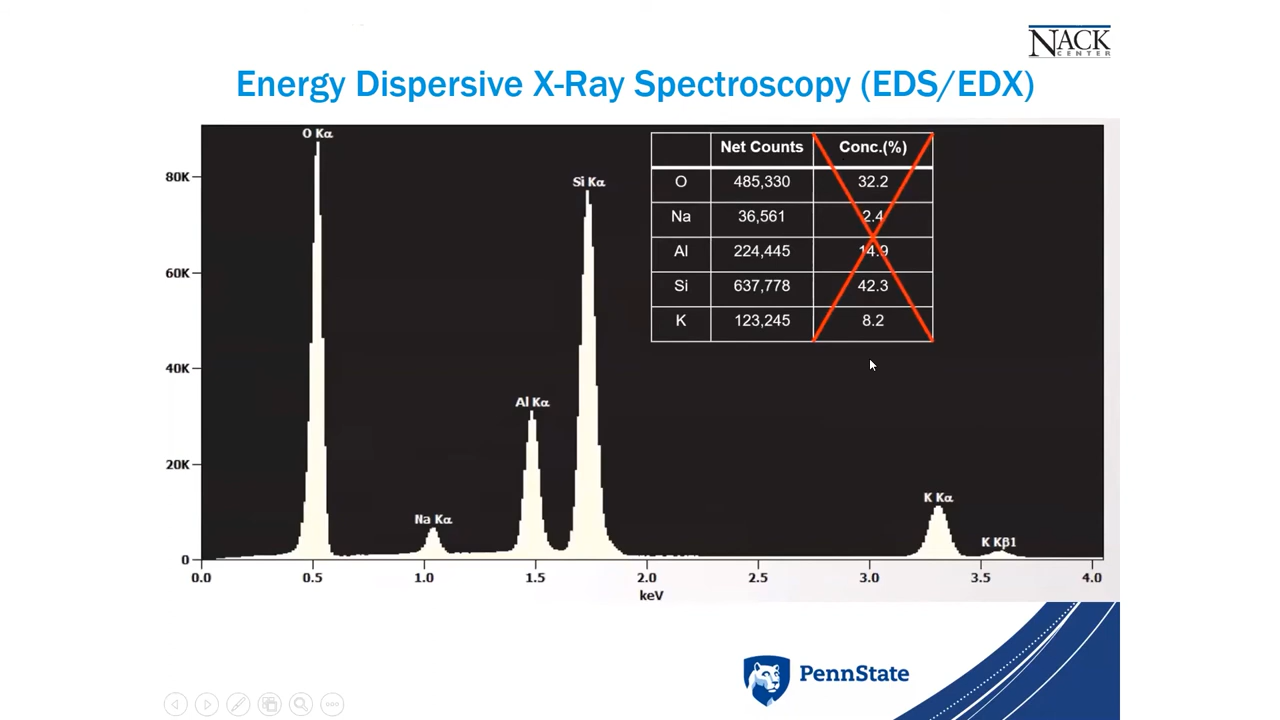 NACK
CENTER
Energy Dispersive X-Ray Spectroscopy (EDS/EDX)
O Kα
Si Kα
Al Kα
Na Kα
K Kα
K Kβ1
80K
60K
40K
20K
0
0.0 0.5 1.0 1.5 2.0 2.5 3.0 3.5 4.0
keV
Net Counts Conc.(%)
O 485,330 32.2
Na 36,561 2.4
Al 224,445 14.9
Si 637,778 42.3
K 123,245 8.2
PennState